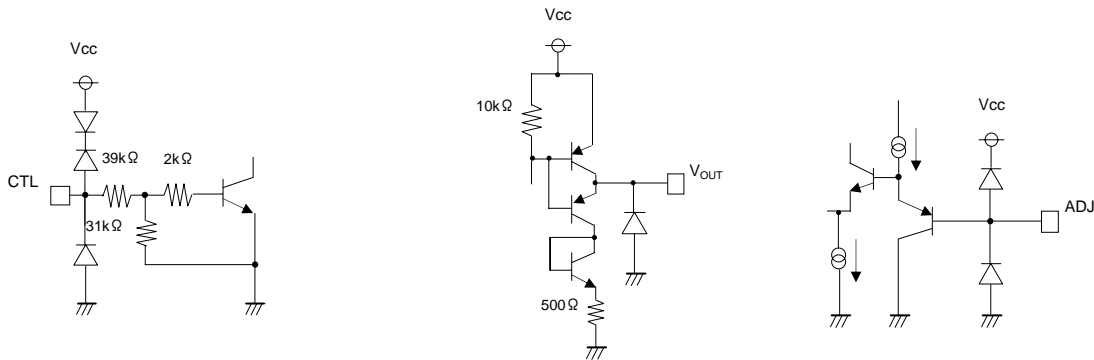 Vcc
CTL
39kΩ
2kΩ
31kΩ
Vcc
10kΩ
VOUT
500Ω
Vcc
ADJ